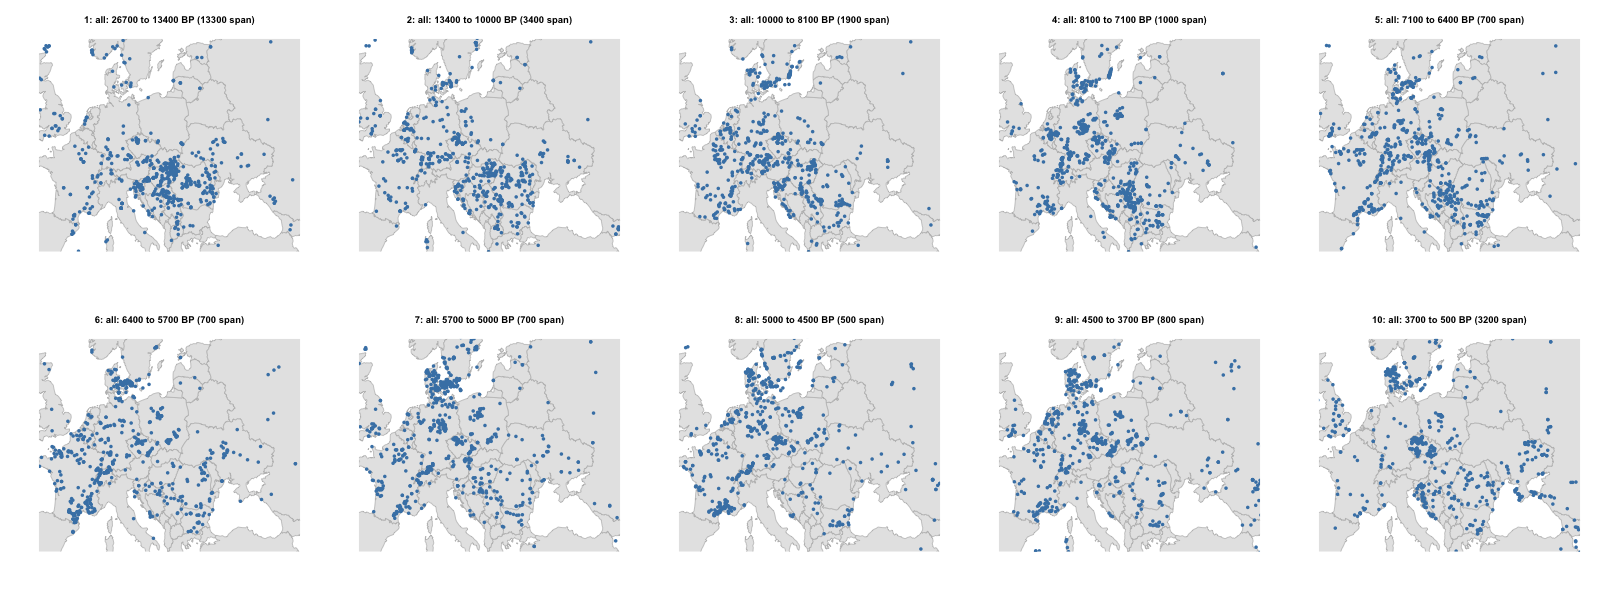 1: all: 26700 to 13400 BP (13300 span)
2: all: 13400 to 10000 BP (3400 span)
3: all: 10000 to 8100 BP (1900 span)
4: all: 8100 to 7100 BP (1000 span)
5: all: 7100 to 6400 BP (700 span)
6: all: 6400 to 5700 BP (700 span)
7: all: 5700 to 5000 BP (700 span)
8: all: 5000 to 4500 BP (500 span)
9: all: 4500 to 3700 BP (800 span)
10: all: 3700 to 500 BP (3200 span)